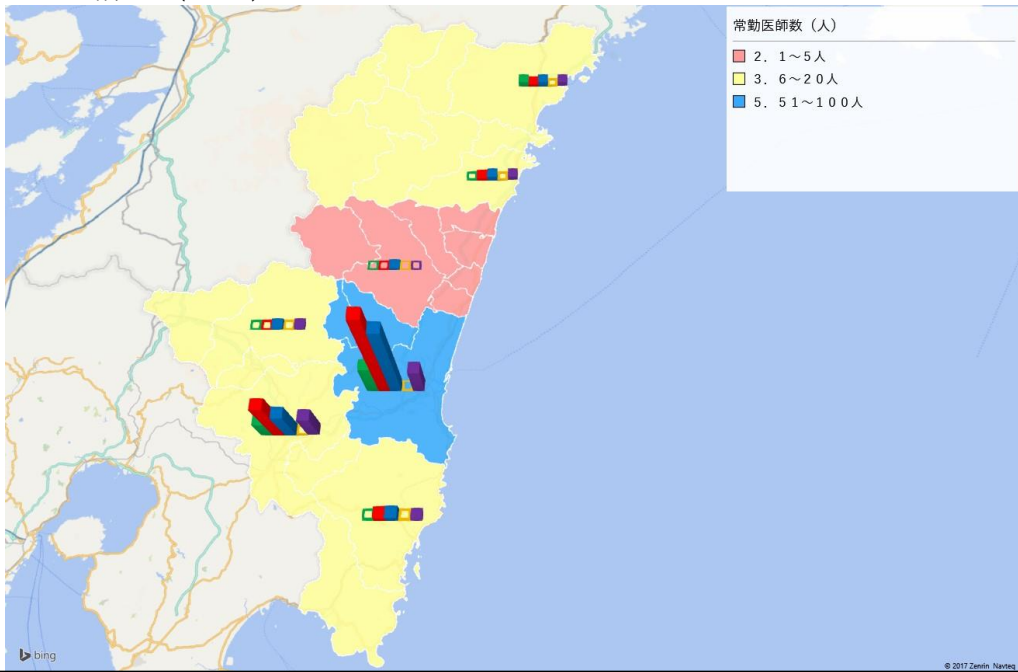 常勤医師数（人）
２．１～５人
３．６～２０人
５．５１～１００人
bing
© 2017 Zenrin Navteq